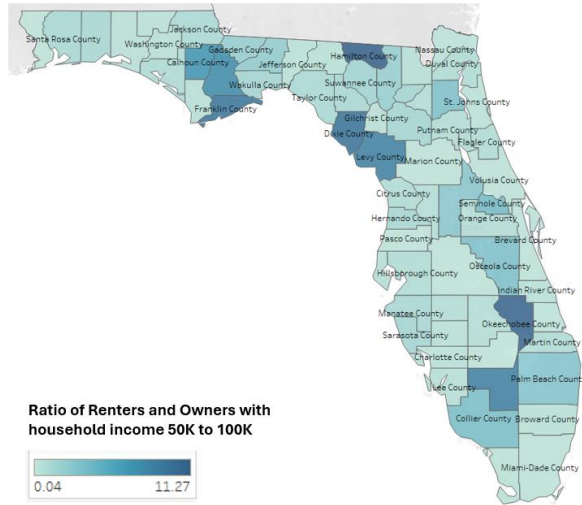 Jackson County
Santa Rosa County
Washington County
Gadsden County
Hamilton County
Nassau County
Calhoun County
Jefferson County
Duval County
Wakulla County
Suwannee County
Taylor County
St. Johns County
Franklin County
Gilchrist County
Dixie County
Putnam County
Flagler County
Levy County
Marion County
Volusia County
Citrus County
Seminole County
Hernando County
Orange County
Pasco County
Brevard County
Osceola County
Hillsborough County
Indian River County
Manatee County
Okeechobee County
Sarasota County
Martin County
Charlotte County
Lee County
Palm Beach Count
Collier County
Broward County
Miami-Dade County
Ratio of Renters and Owners with
household income 50K to 100K
0.04
11.27